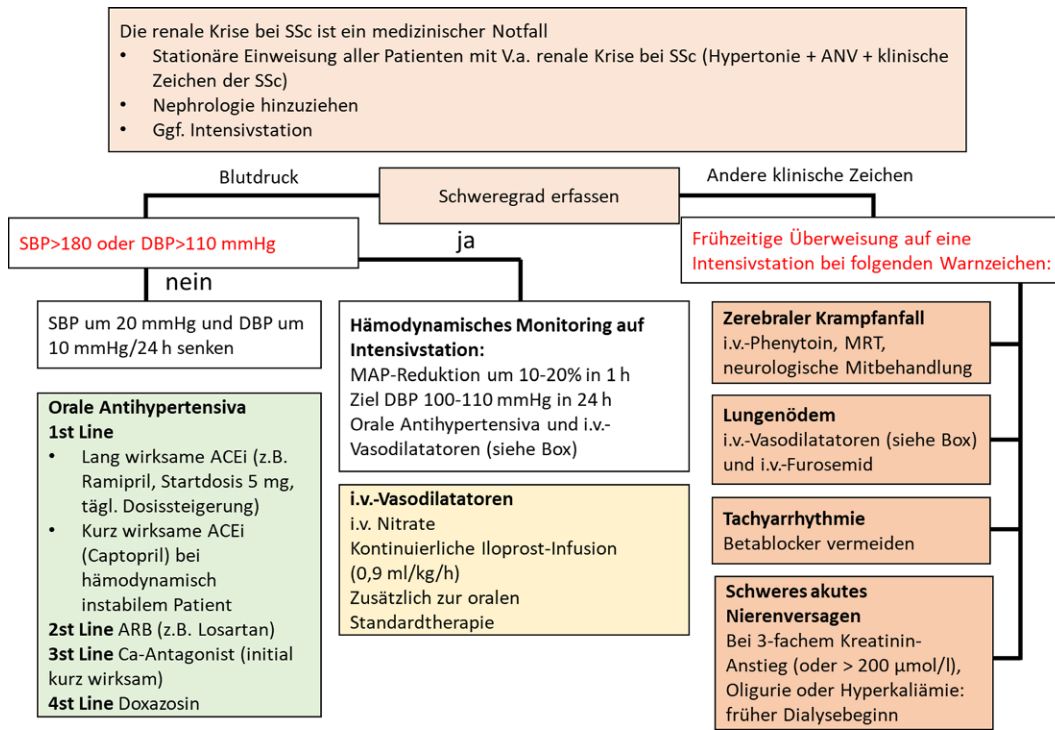 Die renale Krise bei SSc ist ein medizinischer Notfall
• Stationäre Einweisung aller Patienten mit V.a. renale Krise bei SSc (Hypertonie + ANV + klinische
Zeichen der SSc)
• Nephrologie hinzuziehen
• Ggf. Intensivstation
Blutdruck
Schweregrad erfassen
Andere klinische Zeichen
SBP>180 oder DBP>110 mmHg
ja
nein
Frühzeitige Überweisung auf eine
Intensivstation bei folgenden Warnzeichen:
SBP um 20 mmHg und DBP um
10 mmHg/24 h senken
Orale Antihypertensiva
1st Line
• Lang wirksame ACEi (z.B.
Ramipril, Startdosis 5 mg,
tägl. Dosissteigerung)
• Kurz wirksame ACEi
(Captopril) bei
hämodynamisch
instabilem Patient
2st Line ARB (z.B. Losartan)
3st Line Ca-Antagonist (initial
kurz wirksam)
4st Line Doxazosin
Hämodynamisches Monitoring auf
Intensivstation:
MAP-Reduktion um 10-20% in 1 h
Ziel DBP 100-110 mmHg in 24 h
Orale Antihypertensiva und i.v.-
Vasodilatatoren (siehe Box)
i.v.-Vasodilatatoren
i.v. Nitrate
Kontinuierliche Iloprost-Infusion
(0,9 ml/kg/h)
Zusätzlich zur oralen
Standardtherapie
Zerebraler Krampfanfall
i.v.-Phenytoin, MRT,
neurologische Mitbehandlung
Lungenödem
i.v.-Vasodilatatoren (siehe Box)
und i.v.-Furosemid
Tachyarrhythmie
Betablocker vermeiden
Schweres akutes
Nierenversagen
Bei 3-fachem Kreatinin-
Anstieg (oder > 200 µmol/l),
Oligurie oder Hyperkaliämie:
früher Dialysebeginn